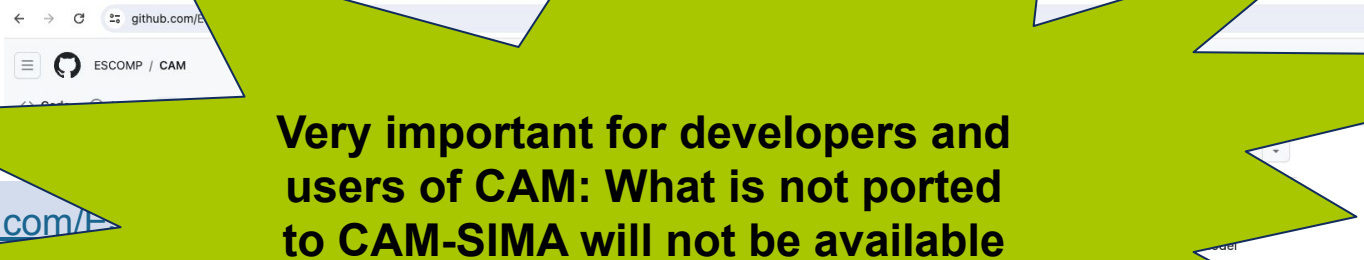 github.com/E
ESCOMP / CAM
Very important for developers and
users of CAM: What is not ported
com/E
to CAM-SIMA will not be available